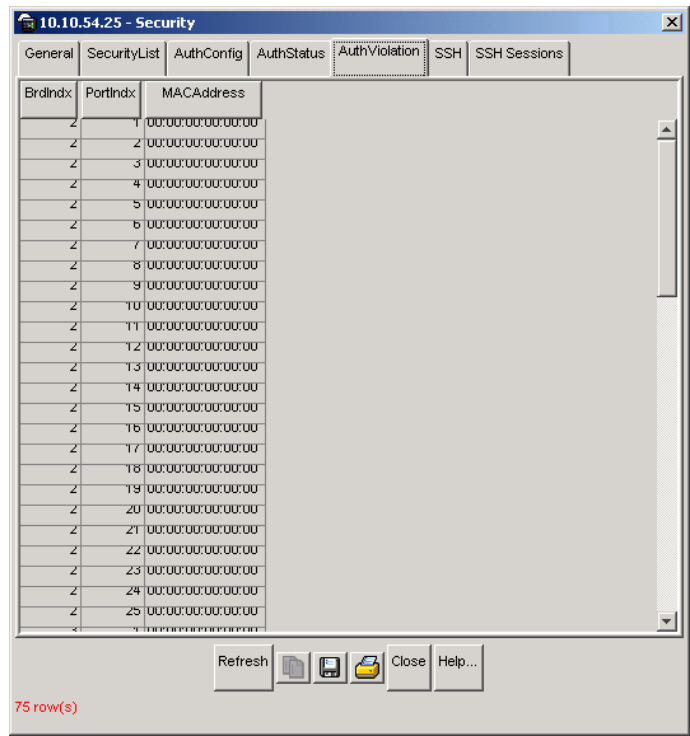 10.10.54.25 - Security
General SecurityList AuthConfig AuthStatus AuthViolation SSH SSH Sessions
BrdIndx PortIndx MACAddress
2 1 00:00:00:00:00:00
2 2 00:00:00:00:00:00
2 3 00:00:00:00:00:00
2 4 00:00:00:00:00:00
2 5 00:00:00:00:00:00
2 6 00:00:00:00:00:00
2 7 00:00:00:00:00:00
2 8 00:00:00:00:00:00
2 9 00:00:00:00:00:00
2 10 00:00:00:00:00:00
2 11 00:00:00:00:00:00
2 12 00:00:00:00:00:00
2 13 00:00:00:00:00:00
2 14 00:00:00:00:00:00
2 15 00:00:00:00:00:00
2 16 00:00:00:00:00:00
2 17 00:00:00:00:00:00
2 18 00:00:00:00:00:00
2 19 00:00:00:00:00:00
2 20 00:00:00:00:00:00
2 21 00:00:00:00:00:00
2 22 00:00:00:00:00:00
2 23 00:00:00:00:00:00
2 24 00:00:00:00:00:00
2 25 00:00:00:00:00:00
Refresh Close Help...
75 row(s)